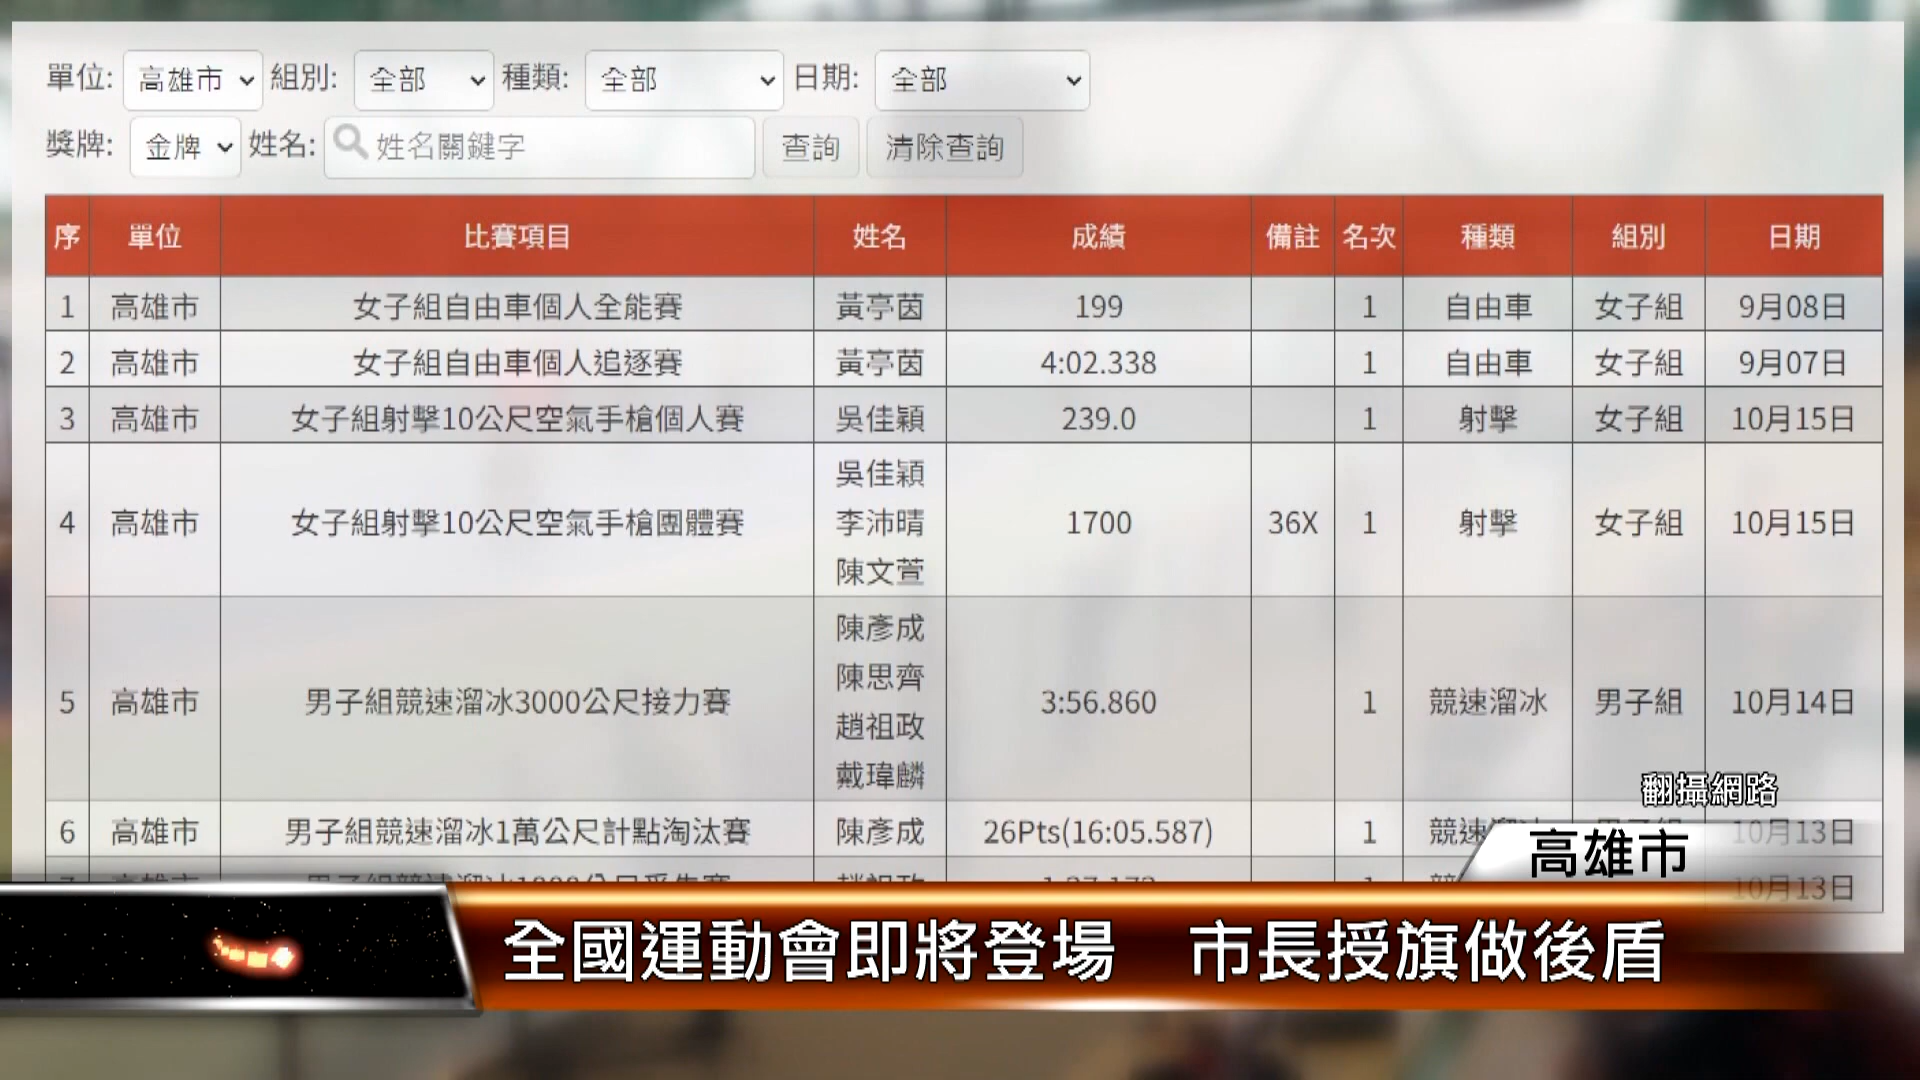 單位: 高雄市 組別: 全部 種類: 全部 日期: 全部
獎牌: 金牌 姓名: 姓名關鍵字 查詢 清除查詢
序 單位 比賽項目 姓名 成績 備註 名次 種類 組別 日期
1 高雄市 女子組自由車個人全能賽 黃亭茵 199 1 自由車 女子組 9月08日
2 高雄市 女子組自由車個人追逐賽 黃亭茵 4:02.338 1 自由車 女子組 9月07日
3 高雄市 女子組射擊10公尺空氣手槍個人賽 吳佳穎 239.0 1 射擊 女子組 10月15日
吳佳穎
4 高雄市 女子組射擊10公尺空氣手槍團體賽 李沛晴 1700 36X 1 射擊 女子組 10月15日
陳文萱
陳彥成
陳思齊
5 高雄市 男子組競速溜冰3000公尺接力賽 3:56.860 1 競速溜冰 男子組 10月14日
趙祖政
戴瑋麟
翻攝網路
6 高雄市 男子組競速溜冰1萬公尺計點淘汰賽 陳彥成 26Pts(16:05.587) 1 競速 10月13日
高雄市
10月13日
全國運動會即將登場 市長授旗做後盾